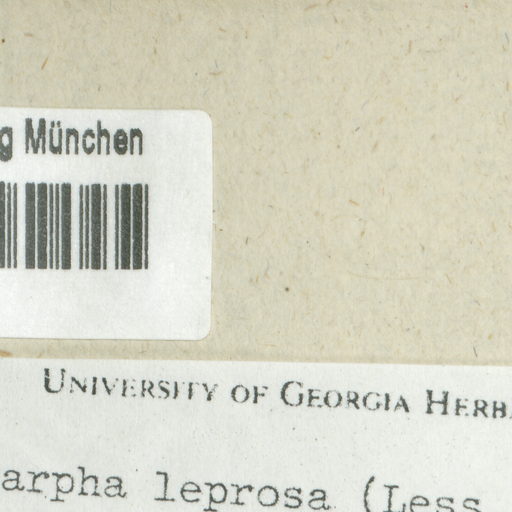 g München
UNIVERSITY OF GEORGIA HERB
arpha leprosa (Less